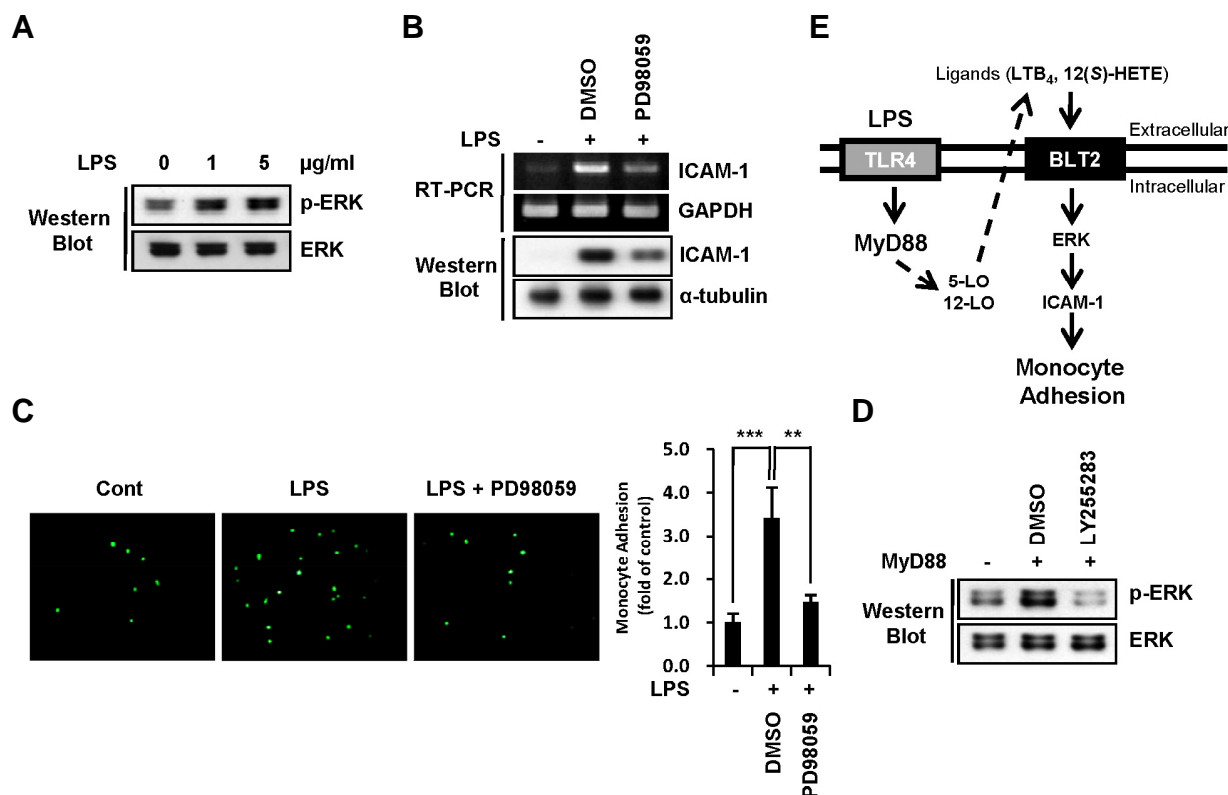 A
LPS 0 1 5 µg/ml
Western Blot
p-ERK
ERK
B
DMSO
PD98059
LPS - + +
RT-PCR
ICAM-1
GAPDH
Western Blot
ICAM-1
α-tubulin
E
Ligands (LTB4, 12(S)-HETE)
LPS
Extracellular
TLR4
BLT2
Intracellular
MyD88
ERK
5-LO
12-LO
ICAM-1
Monocyte
Adhesion
C
Cont
LPS
LPS + PD98059
Monocyte Adhesion
(fold of control)
*** **
5.0
4.0
3.0
2.0
1.0
0.0
LPS - + +
DMSO
PD98059
D
DMSO
LY255283
MyD88 - + +
Western Blot
p-ERK
ERK